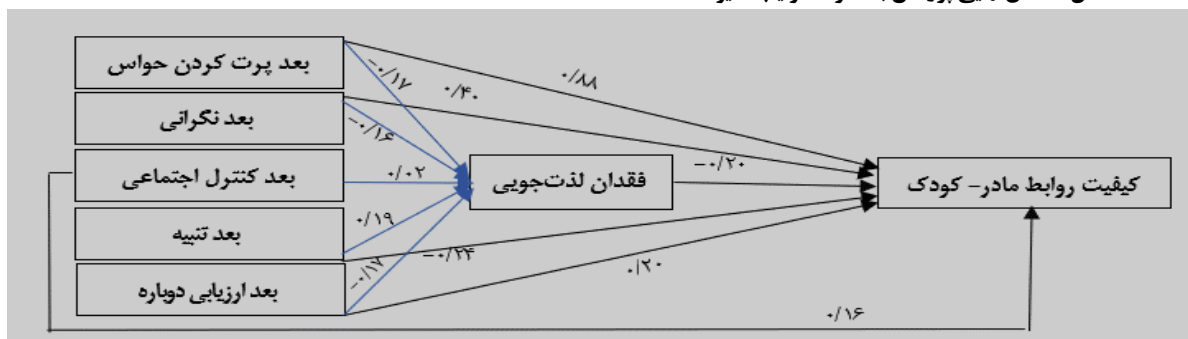 بعد پرت کردن حواس
بعد نگرانی
بعد کنترل اجتماعی
بعد تنبیه
بعد ارزیابی دوباره
فقدان لذت‌جویی
کیفیت روابط مادر- کودک
-۰/۱۷
-۰/۱۶
۰/۰۲
۰/۱۹
-۰/۱۷
۰/۸۸
۰/۴۰
-۰/۲۰
-۰/۲۴
۰/۲۰
۰/۱۶